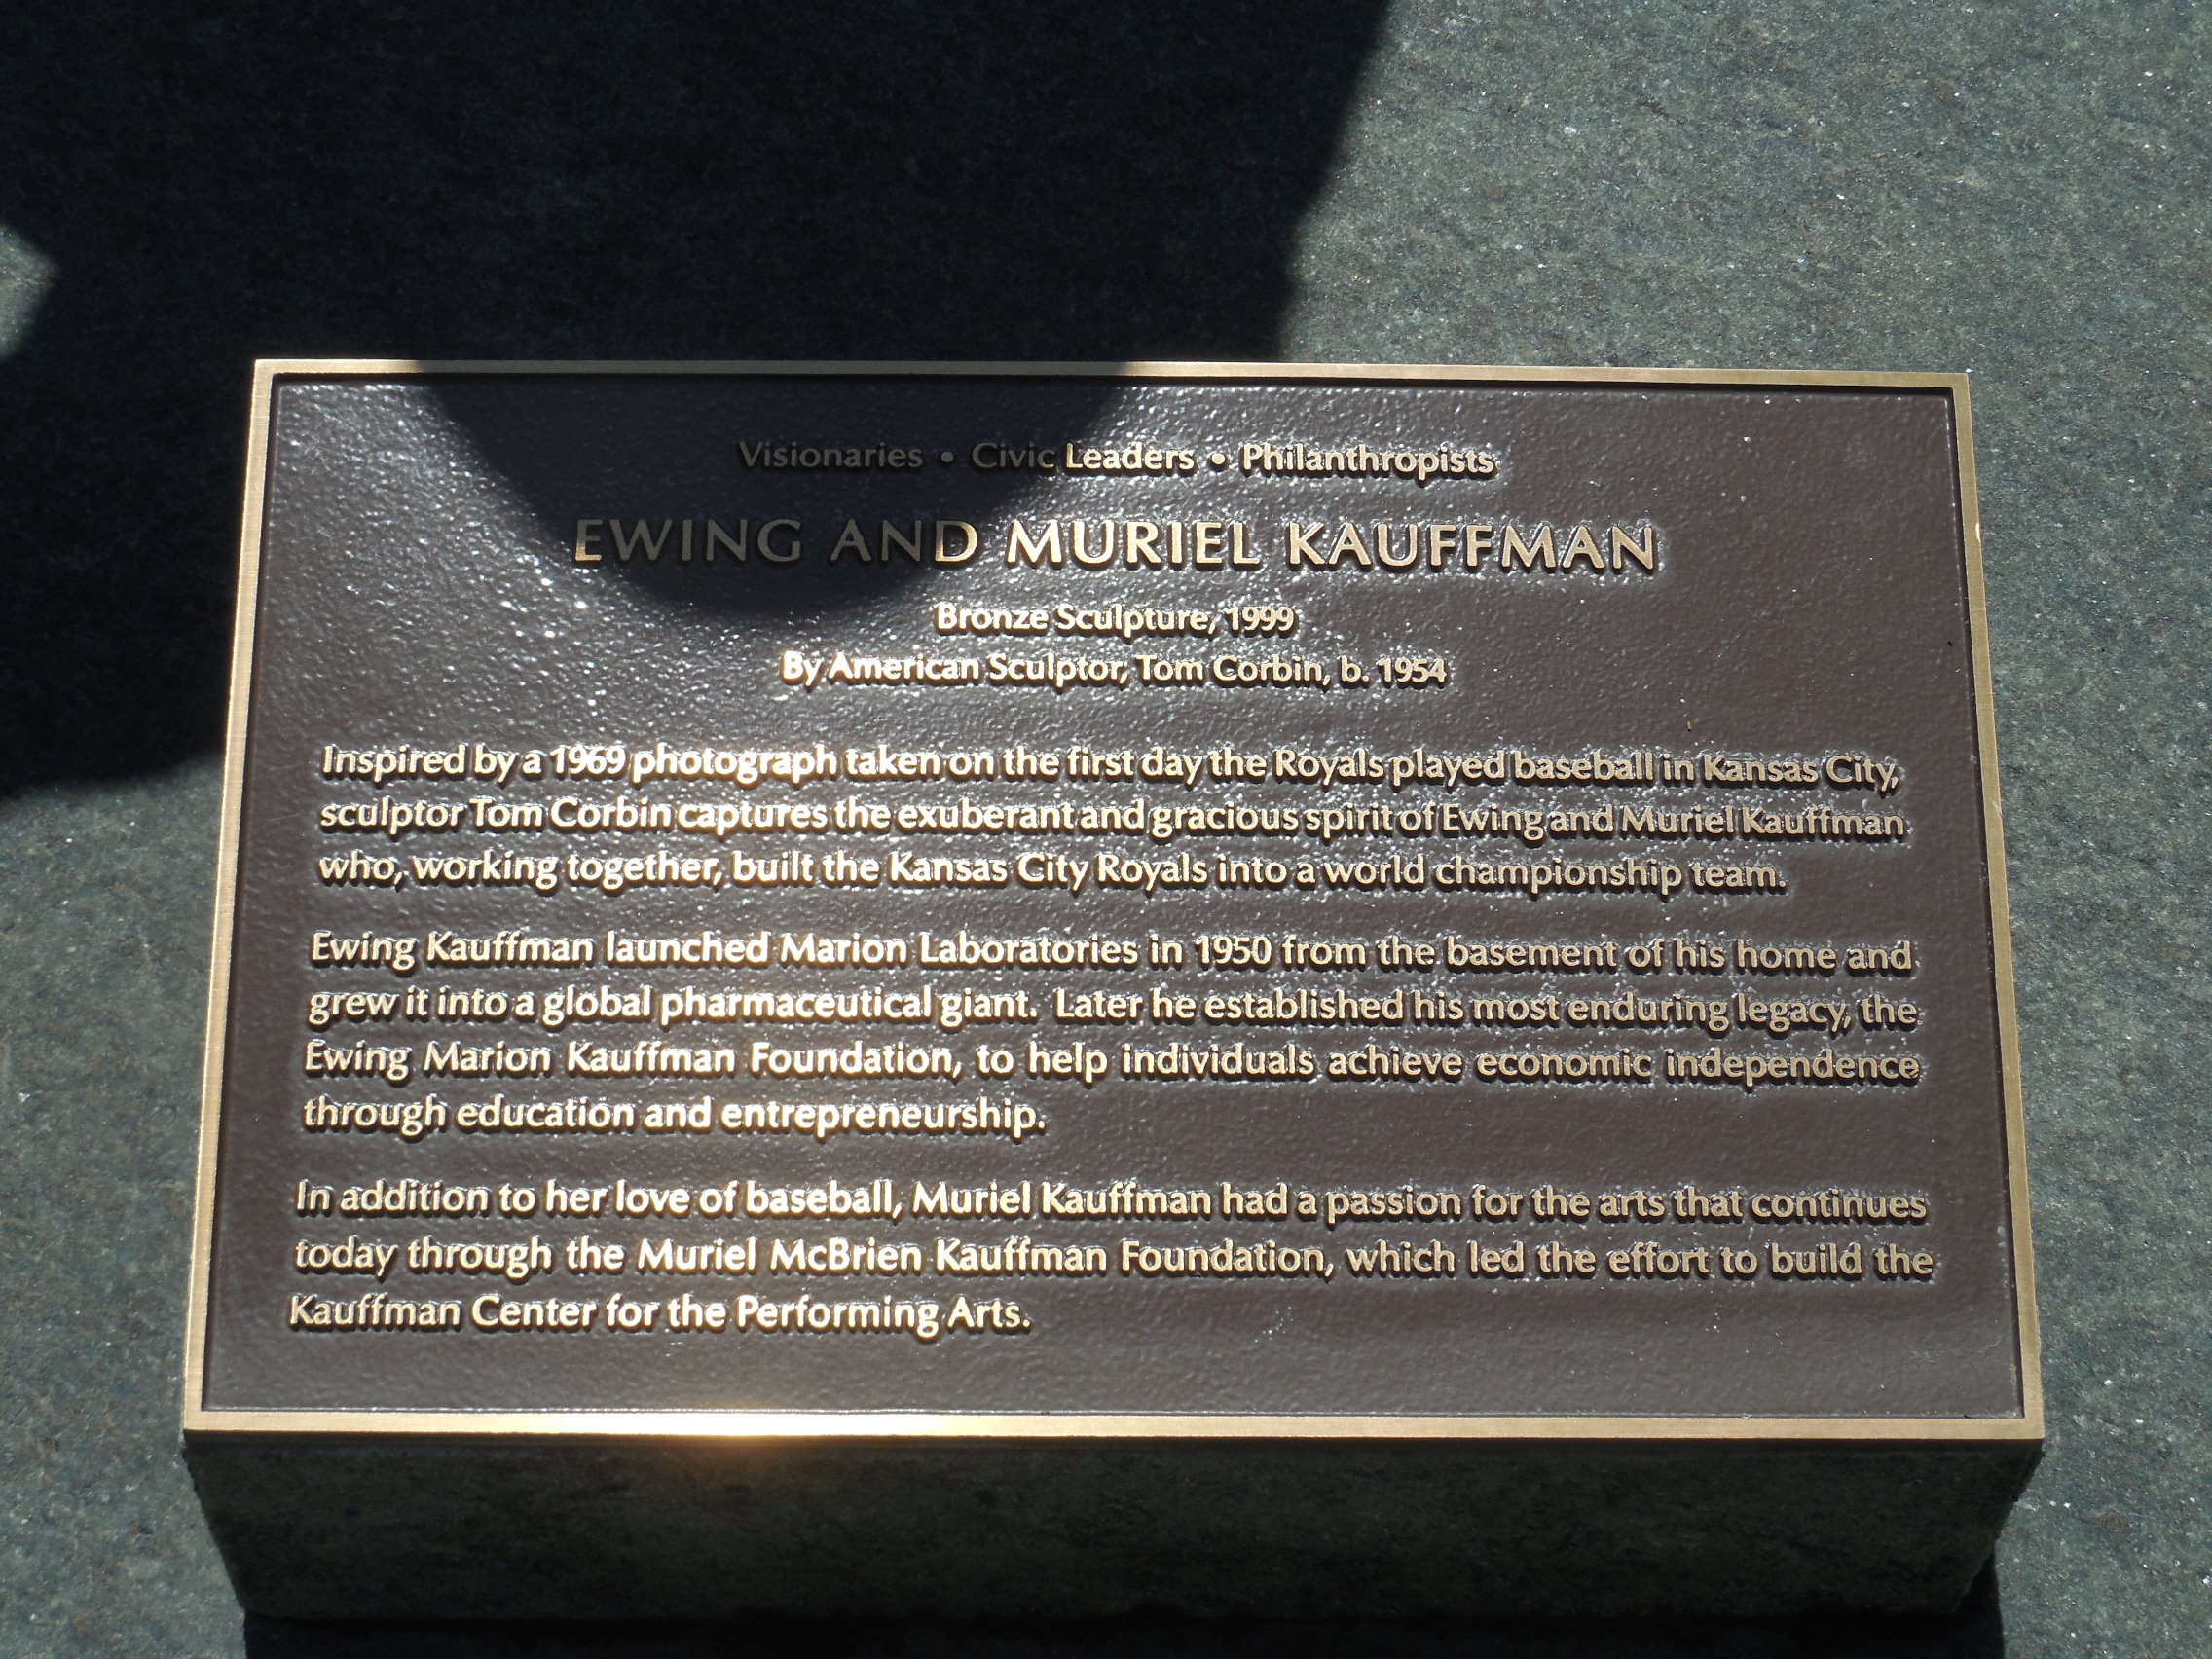 Visionaries • Civic Leaders • Philanthropists
EWING AND MURIEL KAUFFMAN
Bronze Sculpture, 1999
By American Sculptor, Tom Corbin, b. 1954
Inspired by a 1969 photograph taken on the first day the Royals played baseball in Kansas City,
sculptor Tom Corbin captures the exuberant and gracious spirit of Ewing and Muriel Kauffman
who, working together, built the Kansas City Royals into a world championship team.
Ewing Kauffman launched Marion Laboratories in 1950 from the basement of his home and
grew it into a global pharmaceutical giant. Later he established his most enduring legacy, the
Ewing Marion Kauffman Foundation, to help individuals achieve economic independence
through education and entrepreneurship.
In addition to her love of baseball, Muriel Kauffman had a passion for the arts that continues
today through the Muriel McBrien Kauffman Foundation, which led the effort to build the
Kauffman Center for the Performing Arts.